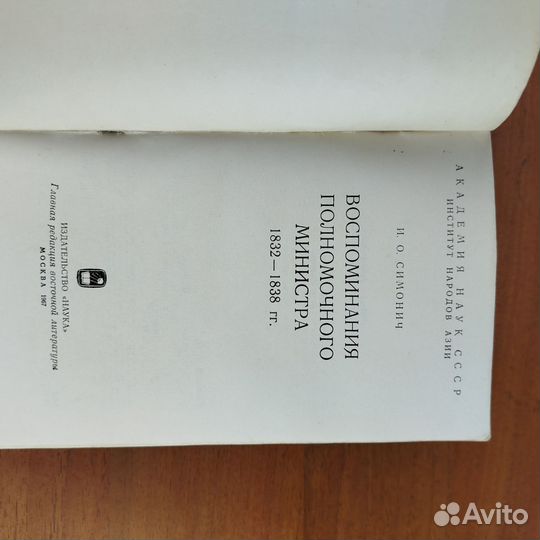 АКАДЕМИЯ НАУК СССР
ИНСТИТУТ НАРОДОВ АЗИИ
И. О. СИМОНИЧ
ВОСПОМИНАНИЯ
ПОЛНОМОЧНОГО
МИНИСТРА
1832—1838 гг.
ИЗДАТЕЛЬСТВО «НАУКА»
Главная редакция восточной литературы
МОСКВА 1967
Avito